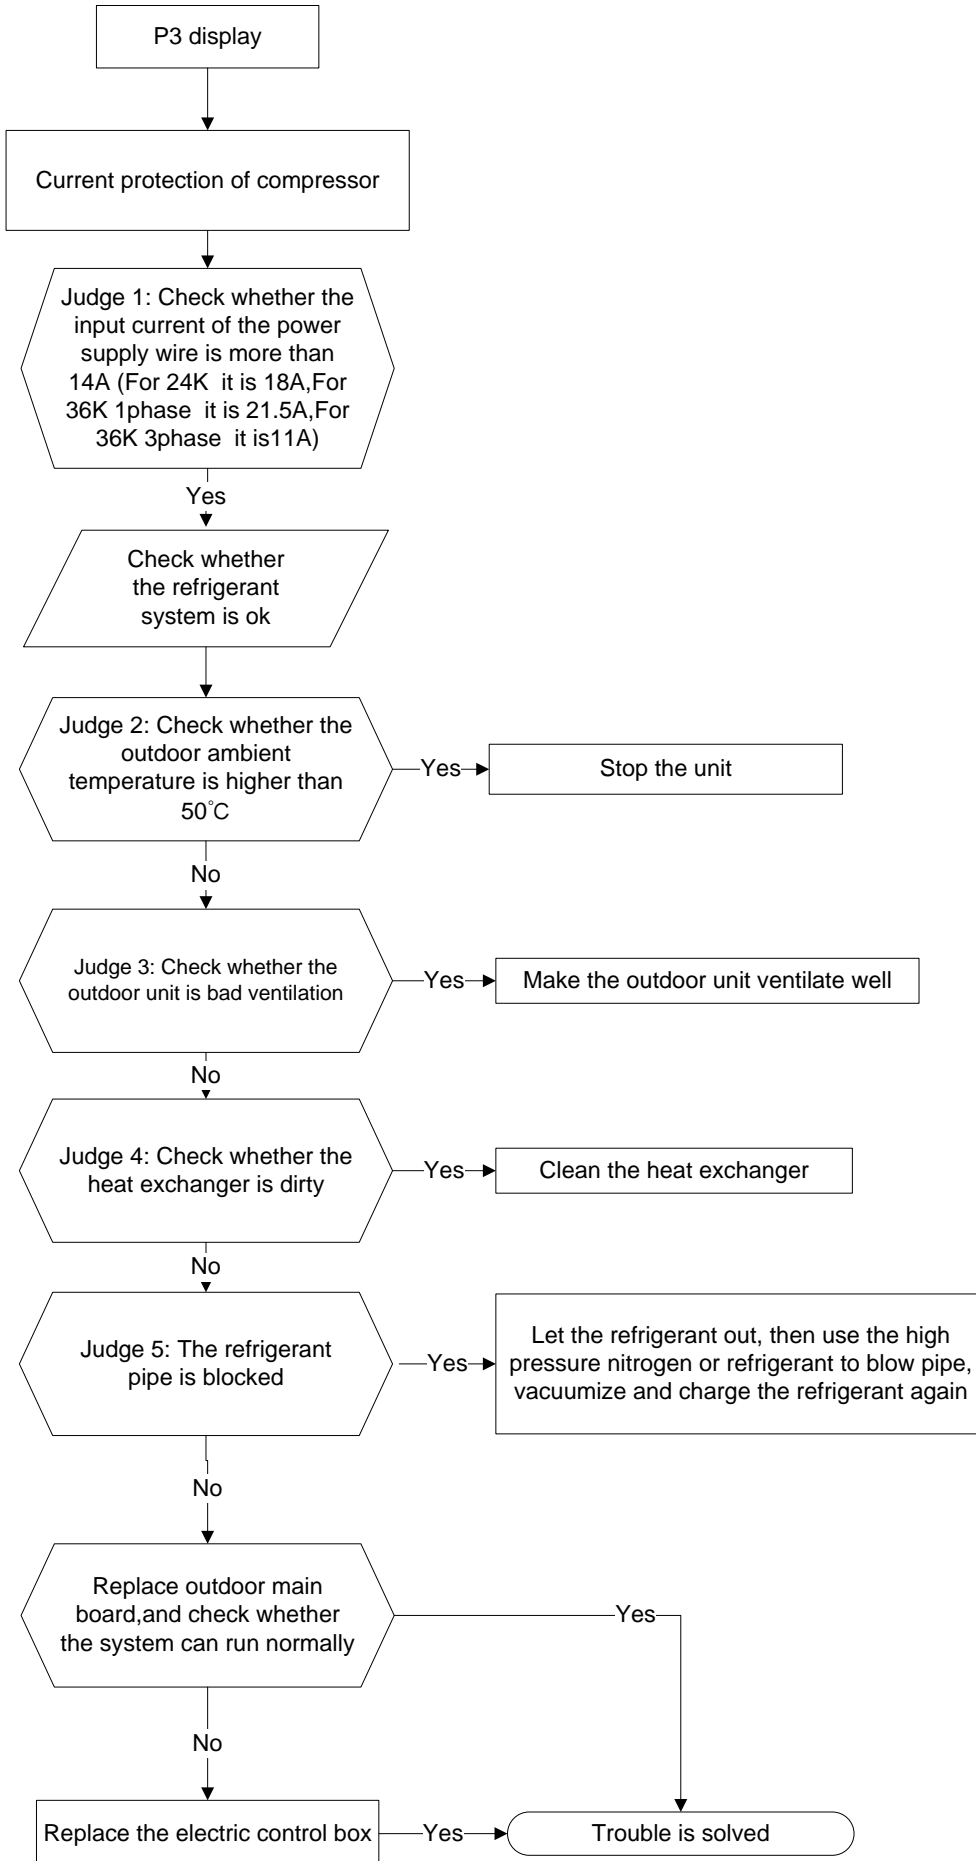 P3 display
Current protection of compressor
Judge 1: Check whether the
input current of the power
supply wire is more than
14A (For 24K  it is 18A,For
36K 1phase  it is 21.5A,For
36K 3phase  it is11A)
Yes
Check whether
the refrigerant
system is ok
Judge 2: Check whether the
outdoor ambient
temperature is higher than
50°C
Yes
Stop the unit
No
Judge 3: Check whether the
outdoor unit is bad ventilation
Yes
Make the outdoor unit ventilate well
No
Judge 4: Check whether the
heat exchanger is dirty
Yes
Clean the heat exchanger
No
Judge 5: The refrigerant
pipe is blocked
Yes
Let the refrigerant out, then use the high
pressure nitrogen or refrigerant to blow pipe,
vacuumize and charge the refrigerant again
No
Replace outdoor main
board,and check whether
the system can run normally
Yes
No
Replace the electric control box
Yes
Trouble is solved